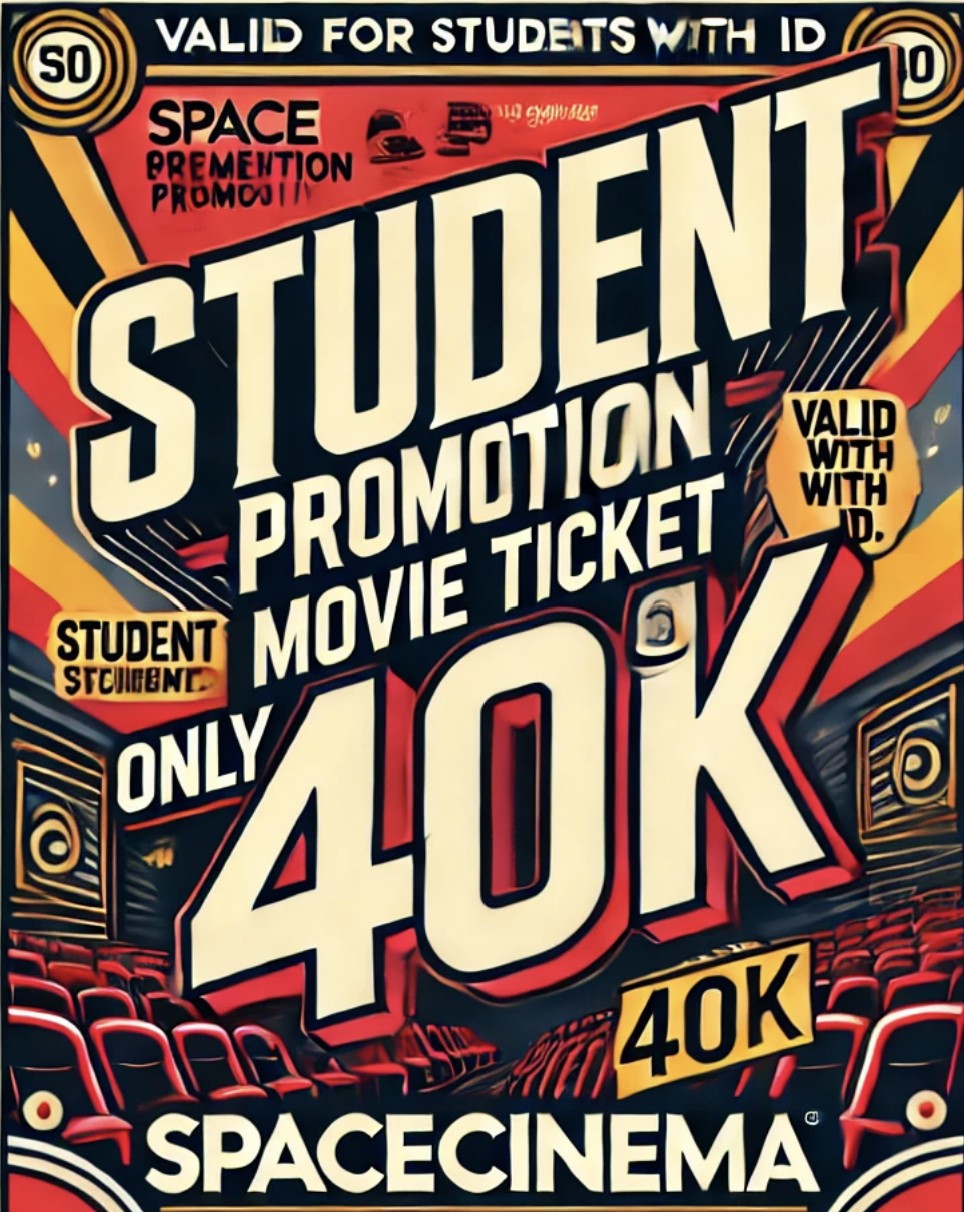 VALID FOR STUDEITS WITH ID
SO
SPACE
BREMEИTION
STUDENT
PROMOTION
MOVIE TICKET
VALID
WITH
WITH
ID.
STUDENT
ONLY
40K
40K
SPACECINEMA